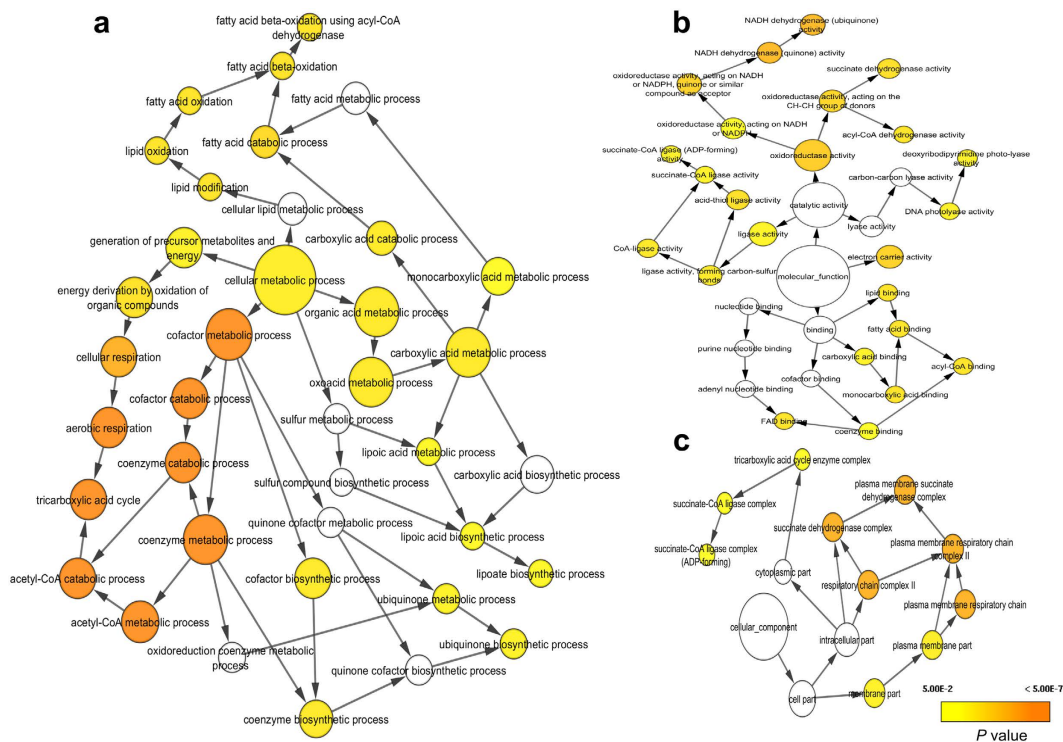 a
fatty acid beta-oxidation using acyl-CoA
dehydrogenase
fatty acid beta-oxidation
fatty acid oxidation
fatty acid metabolic process
fatty acid catabolic process
lipid oxidation
lipid modification
cellular lipid metabolic process
generation of precursor metabolites and
energy
carboxylic acid catabolic process
cellular metabolic process
monocarboxylic acid metabolic process
energy derivation by oxidation of
organic compounds
organic acid metabolic process
cofactor metabolic process
cellular respiration
carboxylic acid metabolic process
oxoacid metabolic process
cofactor catabolic process
aerobic respiration
sulfur metabolic process
lipoic acid metabolic process
coenzyme catabolic process
carboxylic acid biosynthetic process
sulfur compound biosynthetic process
tricarboxylic acid cycle
quinone cofactor metabolic process
lipoic acid biosynthetic process
coenzyme metabolic process
acetyl-CoA catabolic process
cofactor biosynthetic process
lipoate biosynthetic process
ubiquinone metabolic process
acetyl-CoA metabolic process
oxidoreduction coenzyme metabolic
process
ubiquinone biosynthetic process
quinone cofactor biosynthetic process
coenzyme biosynthetic process
b
NADH dehydrogenase (ubiquinone)
activity
NADH dehydrogenase (quinone) activity
oxidoreductase activity, acting on NADH
or NADPH, quinone or similar
compound as acceptor
succinate dehydrogenase activity
oxidoreductase activity, acting on the
CH-CH group of donors
oxidoreductase activity, acting on NADH
or NADPH
acyl-CoA dehydrogenase activity
succinate-CoA ligase (ADP-forming)
activity
oxidoreductase activity
deoxyribodipyrimidine photo-lyase activity
succinate-CoA ligase activity
carbon-carbon lyase activity
acid-thiol ligase activity
catalytic activity
DNA photolyase activity
lyase activity
ligase activity
CoA-ligase activity
electron carrier activity
ligase activity, forming carbon-sulfur
bonds
molecular_function
lipid binding
nucleotide binding
binding
fatty acid binding
purine nucleotide binding
carboxylic acid binding
acyl-CoA binding
cofactor binding
adenyl nucleotide binding
monocarboxylic acid binding
FAD binding
coenzyme binding
c
tricarboxylic acid cycle enzyme complex
plasma membrane succinate
dehydrogenase complex
succinate-CoA ligase complex
succinate dehydrogenase complex
plasma membrane respiratory chain
complex II
succinate-CoA ligase complex
(ADP-forming)
cytoplasmic part
respiratory chain complex II
plasma membrane respiratory chain
cellular_component
intracellular part
plasma membrane part
cell part
membrane part
5.00E-2
< 5.00E-7
P value